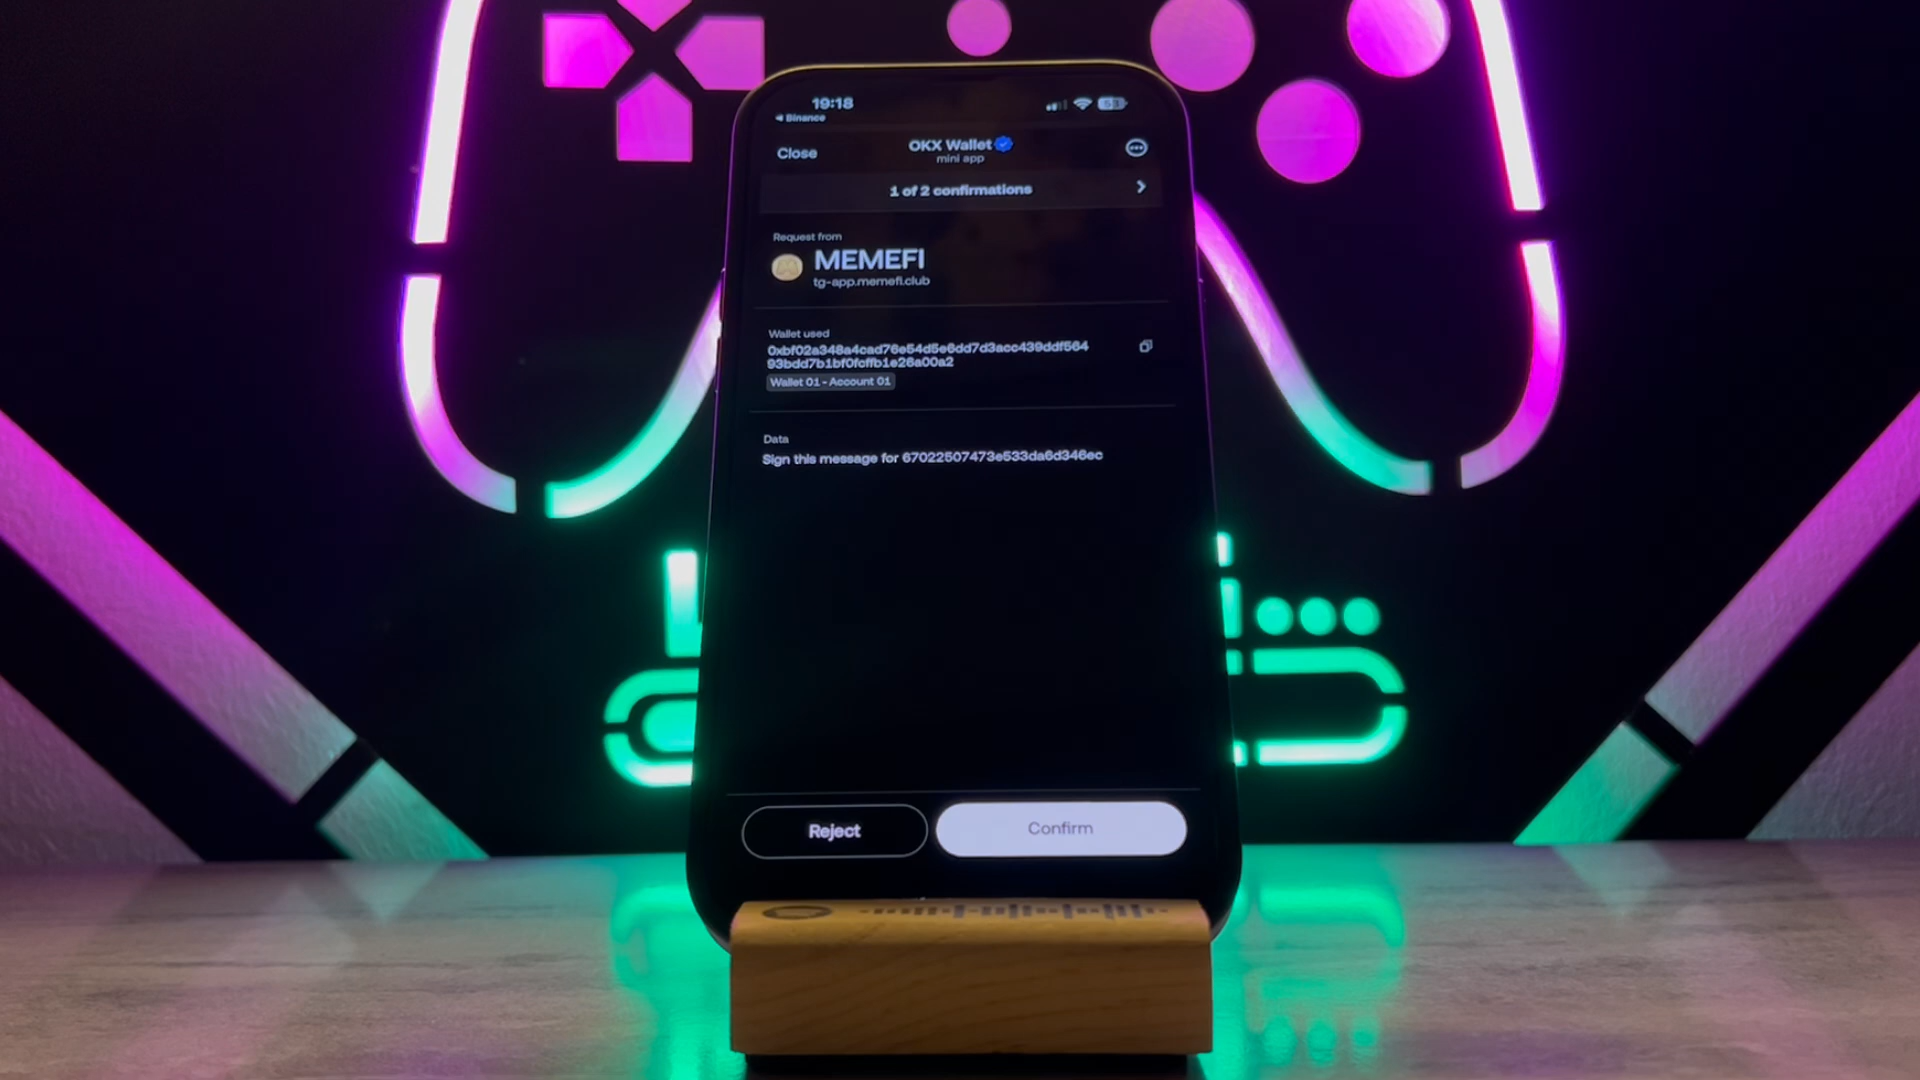 19:18
◀ Binance
53
Close
OKX Wallet
mini app
1 of 2 confirmations
Request from
MEMEFI
tg-app.memefi.club
Wallet used
0xbf02a348a4cad76e54d5e6dd7d3acc439ddf564
93bdd7b1bf0fcffb1e26a00a2
Wallet 01 - Account 01
Data
Sign this message for 67022507473e533da6d346ec
Reject
Confirm